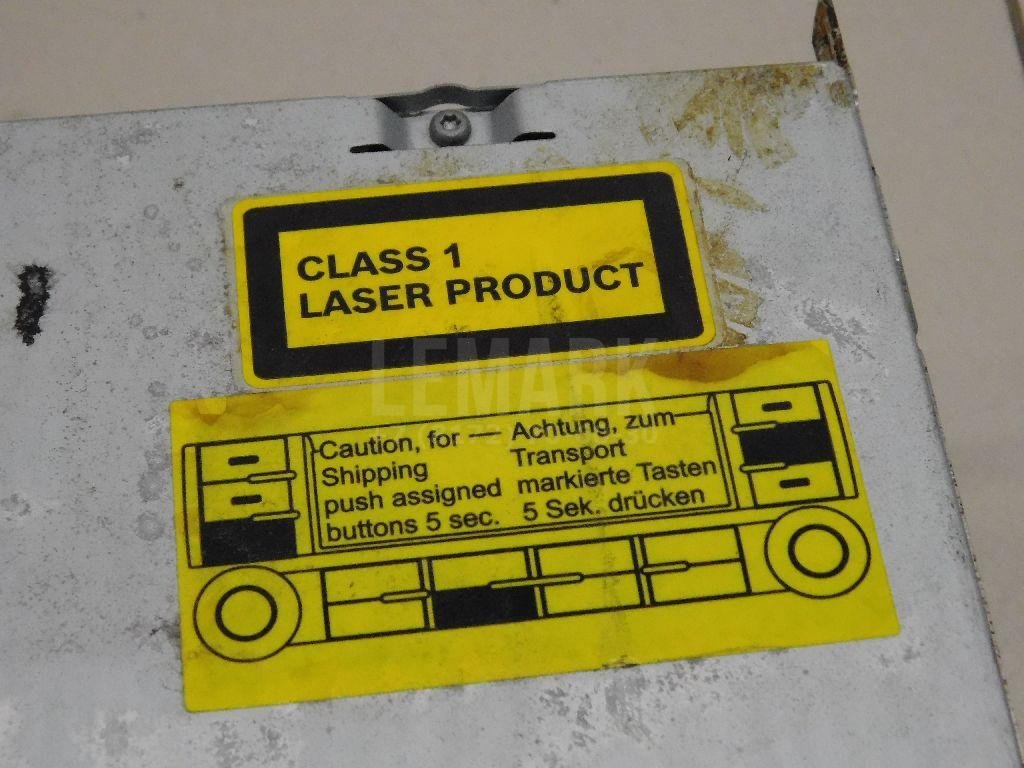 CLASS 1
LASER PRODUCT
LEMARK
Caution, for
Shipping
push assigned
buttons 5 sec.
Achtung, zum
Transport
markierte Tasten
5 Sek. drücken